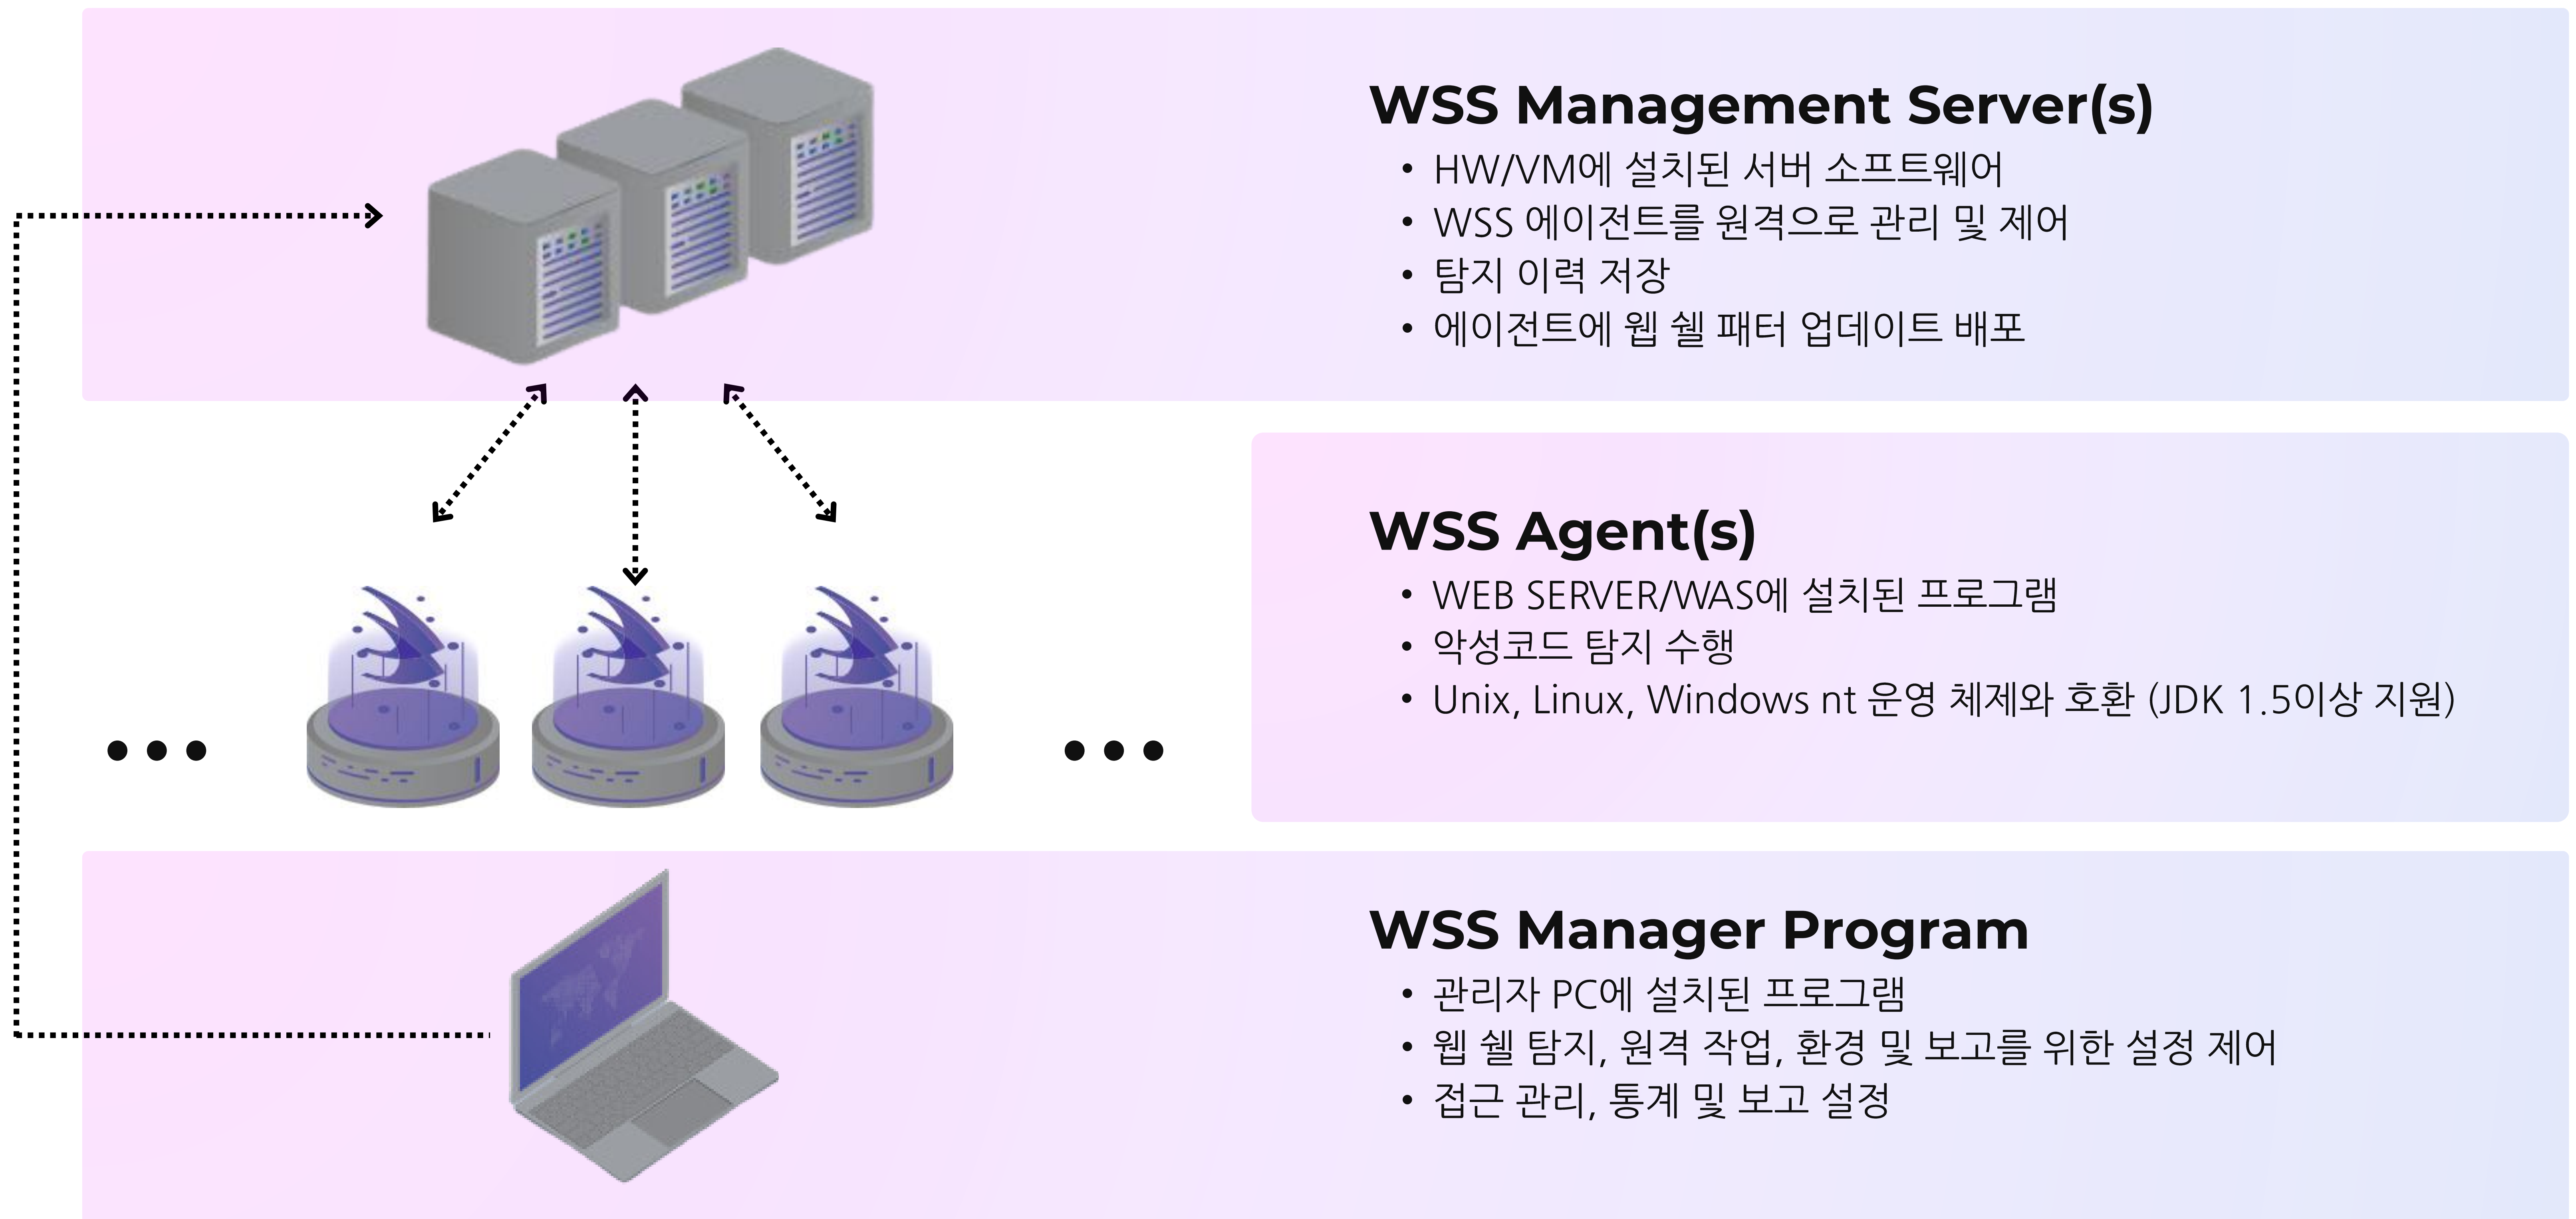 WSS Management Server(s)
• HW/VM에 설치된 서버 소프트웨어
• WSS 에이전트를 원격으로 관리 및 제어
• 탐지 이력 저장
• 에이전트에 웹 쉘 패터 업데이트 배포
WSS Agent(s)
• WEB SERVER/WAS에 설치된 프로그램
• 악성코드 탐지 수행
• Unix, Linux, Windows nt 운영 체제와 호환 (JDK 1.5이상 지원)
WSS Manager Program
• 관리자 PC에 설치된 프로그램
• 웹 쉘 탐지, 원격 작업, 환경 및 보고를 위한 설정 제어
• 접근 관리, 통계 및 보고 설정